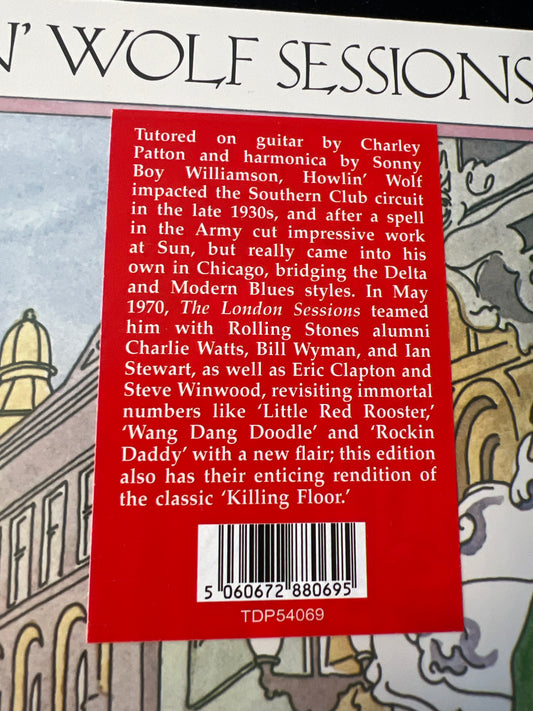 N' WOLF SESSIONS
Tutored on guitar by Charley
Patton and harmonica by Sonny
Boy Williamson, Howlin' Wolf
impacted the Southern Club circuit
in the late 1930s, and after a spell
in the Army cut impressive work
at Sun, but really came into his
own in Chicago, bridging the Delta
and Modern Blues styles. In May
1970, The London Sessions teamed
him with Rolling Stones alumni
Charlie Watts, Bill Wyman, and Ian
Stewart, as well as Eric Clapton and
Steve Winwood, revisiting immortal
numbers like ‘Little Red Rooster,’
‘Wang Dang Doodle’ and ‘Rockin
Daddy’ with a new flair; this edition
also has their enticing rendition of
the classic ‘Killing Floor.’
5 060672 880695
TDP54069